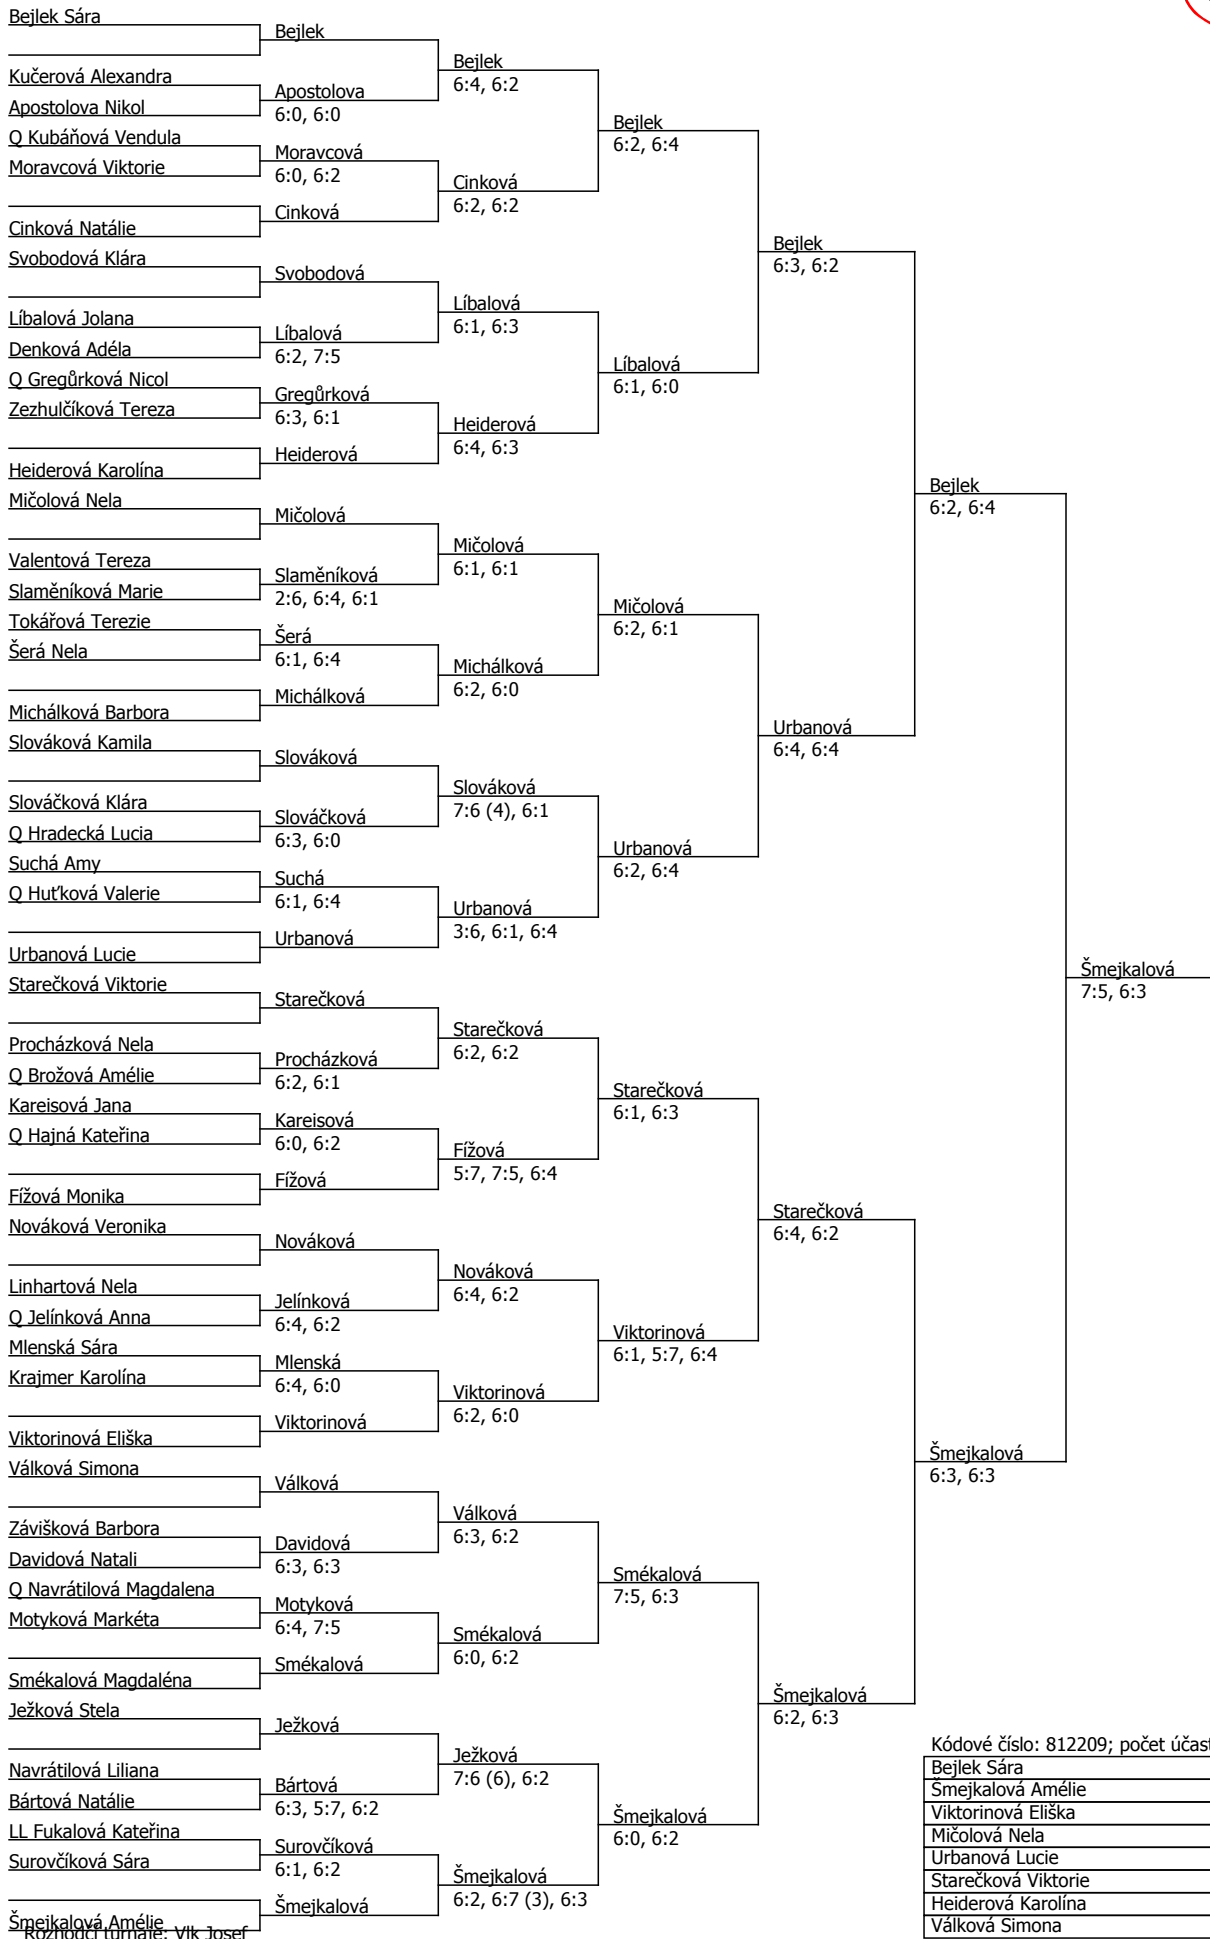 Bejlek Sára
Bejlek
Bejlek
6:4, 6:2
Kučerová Alexandra
Apostolova
6:0, 6:0
Apostolova Nikol
Bejlek
6:2, 6:4
Q Kubáňová Vendula
Moravcová
6:0, 6:2
Moravcová Viktorie
Cinková
6:2, 6:2
Cinková
Cinková Natálie
Bejlek
6:3, 6:2
Svobodová Klára
Svobodová
Líbalová
6:1, 6:3
Líbalová Jolana
Líbalová
6:2, 7:5
Denková Adéla
Líbalová
6:1, 6:0
Q Gregůrková Nicol
Gregůrková
6:3, 6:1
Zezhulčíková Tereza
Heiderová
6:4, 6:3
Heiderová
Heiderová Karolína
Bejlek
6:2, 6:4
Mičolová Nela
Mičolová
Mičolová
6:1, 6:1
Valentová Tereza
Slaměníková
2:6, 6:4, 6:1
Slaměníková Marie
Mičolová
6:2, 6:1
Tokářová Terezie
Šerá
6:1, 6:4
Šerá Nela
Michálková
6:2, 6:0
Michálková
Michálková Barbora
Urbanová
6:4, 6:4
Slováková Kamila
Slováková
Slováková
7:6 (4), 6:1
Slováčková Klára
Slováčková
6:3, 6:0
Q Hradecká Lucia
Urbanová
6:2, 6:4
Suchá Amy
Suchá
6:1, 6:4
Q Huťková Valerie
Urbanová
3:6, 6:1, 6:4
Urbanová
Urbanová Lucie
Šmejkalová
7:5, 6:3
Starečková Viktorie
Starečková
Starečková
6:2, 6:2
Procházková Nela
Procházková
6:2, 6:1
Q Brožová Amélie
Starečková
6:1, 6:3
Kareisová Jana
Kareisová
6:0, 6:2
Q Hajná Kateřina
Fížová
5:7, 7:5, 6:4
Fížová
Fížová Monika
Starečková
6:4, 6:2
Nováková Veronika
Nováková
Nováková
6:4, 6:2
Linhartová Nela
Jelínková
6:4, 6:2
Q Jelínková Anna
Viktorinová
6:1, 5:7, 6:4
Mlenská Sára
Mlenská
6:4, 6:0
Krajmer Karolína
Viktorinová
6:2, 6:0
Viktorinová
Viktorinová Eliška
Šmejkalová
6:3, 6:3
Válková Simona
Válková
Válková
6:3, 6:2
Závišková Barbora
Davidová
6:3, 6:3
Davidová Natali
Smékalová
7:5, 6:3
Q Navrátilová Magdalena
Motyková
6:4, 7:5
Motyková Markéta
Smékalová
6:0, 6:2
Smékalová
Smékalová Magdaléna
Šmejkalová
6:2, 6:3
Ježková Stela
Ježková
Ježková
7:6 (6), 6:2
Navrátilová Liliana
Bártová
6:3, 5:7, 6:2
Bártová Natálie
Šmejkalová
6:0, 6:2
LL Fukalová Kateřina
Surovčíková
6:1, 6:2
Surovčíková Sára
Šmejkalová
6:2, 6:7 (3), 6:3
Šmejkalová
Šmejkalová Amélie
Rozhodčí turnaje: Vlk Josef
Kódové číslo: 812209; počet účast
Bejlek Sára
Šmejkalová Amélie
Viktorinová Eliška
Mičolová Nela
Urbanová Lucie
Starečková Viktorie
Heiderová Karolína
Válková Simona